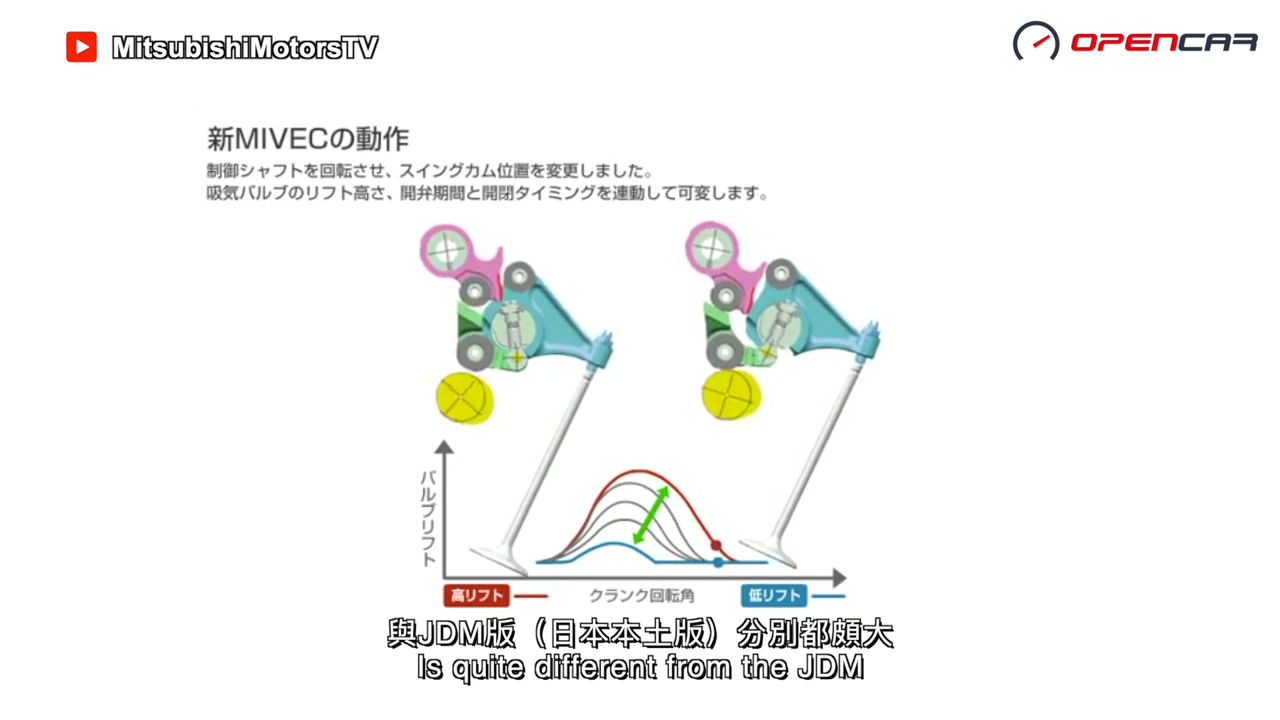 MitsubishiMotorsTV
OPENCAR
新MIVECの動作
制御シャフトを回転させ、スイングカム位置を変更しました。
吸気バルブのリフト高さ、開弁期間と開閉タイミングを連動して可変します。
バルブリフト
高リフト
クランク回転角
低リフト
與JDM版（日本本土版）分別都頗大
Is quite different from the JDM